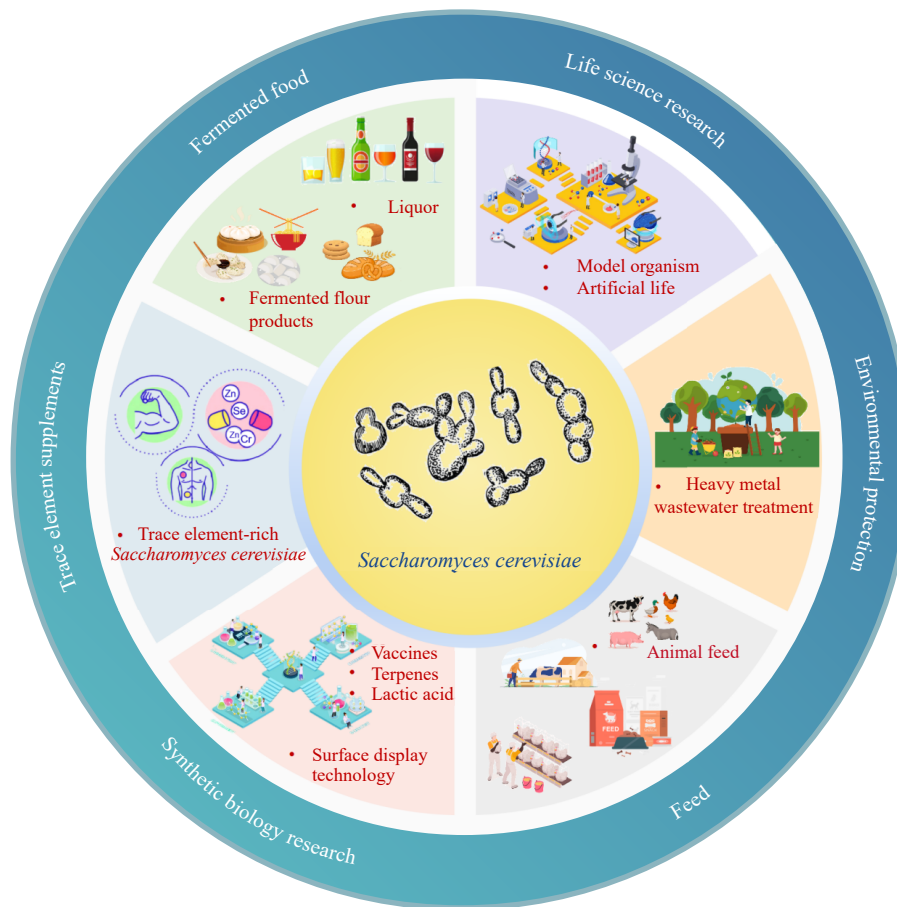 Fermented food
Life science research
Environmental protection
Feed
Synthetic biology research
Trace element supplements
• Liquor
• Fermented flour
products
• Model organism
• Artificial life
• Heavy metal
wastewater treatment
• Animal feed
FEED
• Vaccines
• Terpenes
• Lactic acid
• Surface display
technology
Zn
Se
Zn
Cr
• Trace element-rich
Saccharomyces cerevisiae
Saccharomyces cerevisiae